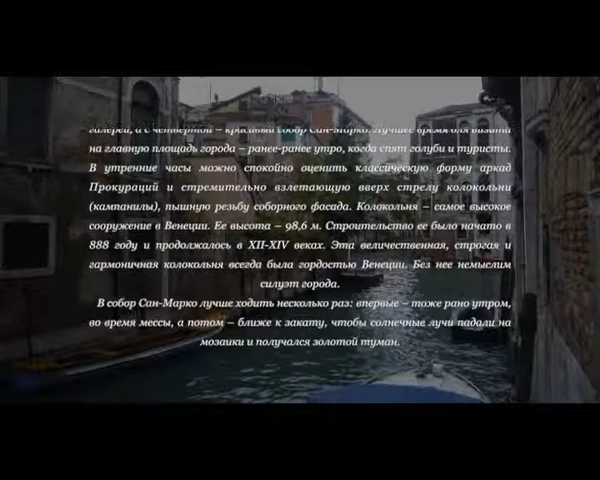 галереи, а с четвертой – красивый собор Сан-Марко. Лучшее время для визита
на главную площадь города – ранее-ранее утро, когда спят голуби и туристы.
В утренние часы можно спокойно оценить классическую форму аркад
Прокураций и стремительно взлетающую вверх стрелу колокольни
(кампанилы), пышную резьбу соборного фасада. Колокольня – самое высокое
сооружение в Венеции. Ее высота – 98,6 м. Строительство ее было начато в
888 году и продолжалось в XII-XIV веках. Эта величественная, строгая и
гармоничная колокольня всегда была гордостью Венеции. Без нее немыслим
силуэт города.
В собор Сан-Марко лучше ходить несколько раз: впервые – тоже рано утром,
во время мессы, а потом – ближе к закату, чтобы солнечные лучи падали на
мозаики и получался золотой туман.